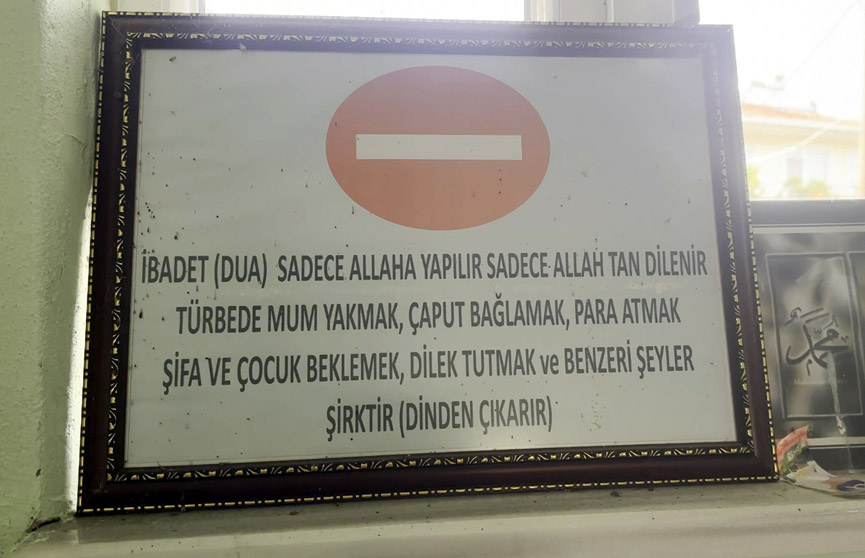 İBADET (DUA) SADECE ALLAHA YAPILIR SADECE ALLAH TAN DİLENİR
TÜRBEDE MUM YAKMAK, ÇAPUT BAĞLAMAK, PARA ATMAK
ŞİFA VE ÇOCUK BEKLEMEK, DİLEK TUTMAK ve BENZERİ ŞEYLER
ŞİRKTİR (DİNDEN ÇIKARIR)